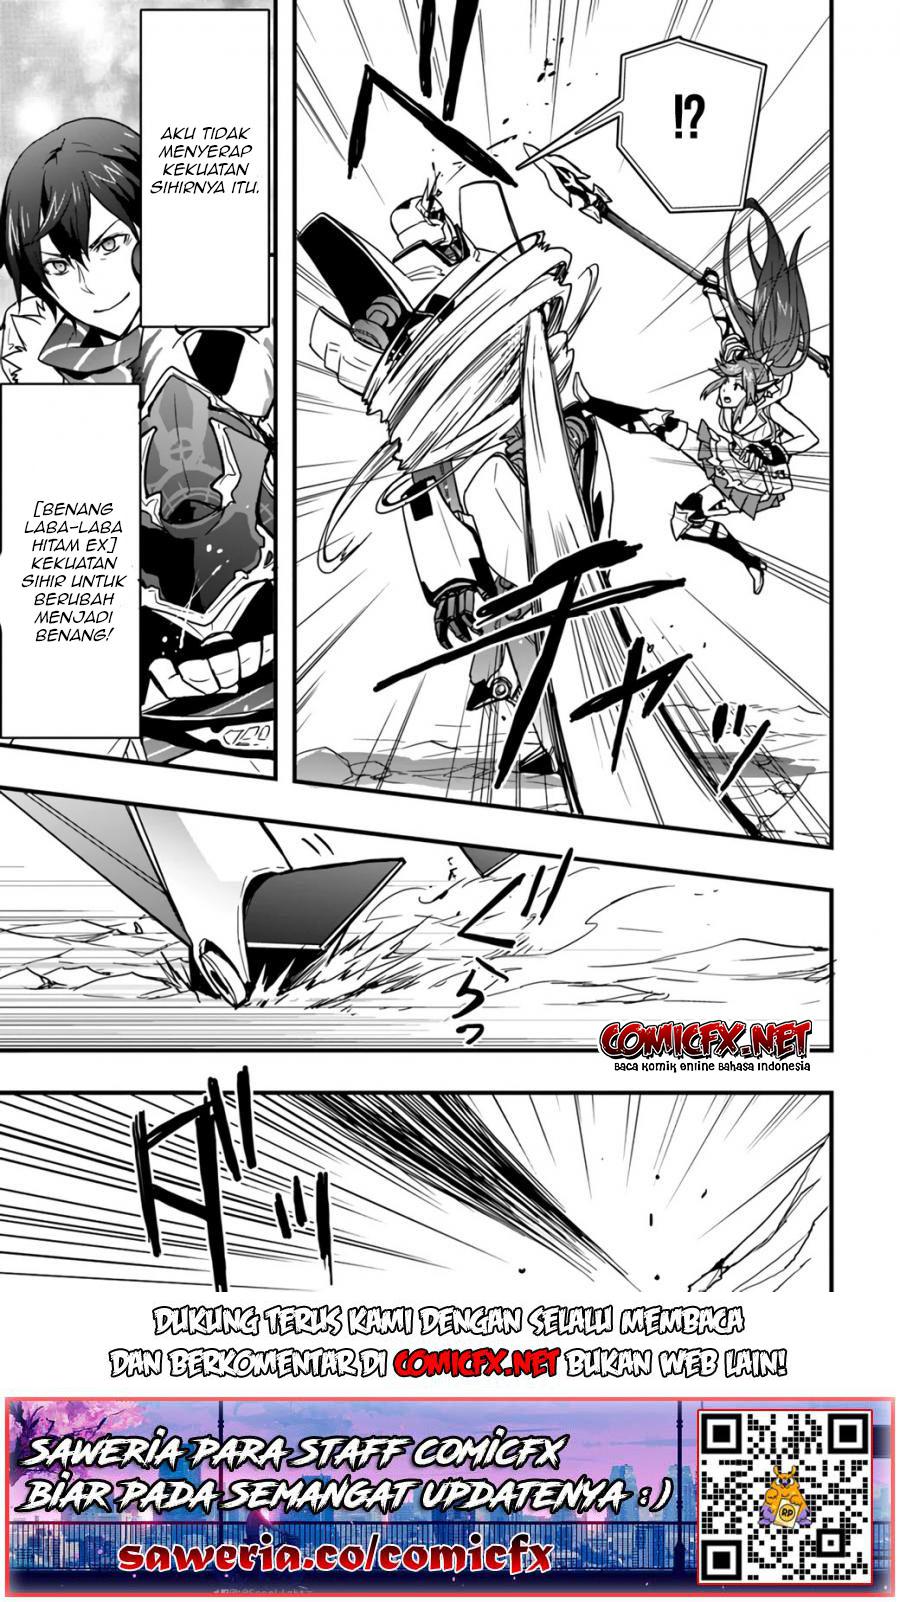 !?
AKU TIDAK
MENYERAP
KEKUATAN
SIHIRNYA ITU.
[BENANG
LABA-LABA
HITAM EX]
KEKUATAN
SIHIR UNTUK
BERUBAH
MENJADI
BENANG!
COMICFX.NET
BACA KOMIK ONLINE BAHASA INDONESIA
DUKUNG TERUS KAMI DENGAN SELALU MEMBACA
DAN BERKOMENTAR DI COMICFX.NET BUKAN WEB LAIN!
SAWERIA PARA STAFF COMICFX
BIAR PADA SEMANGAT UPDATENYA :)
RP
saweria.co/comicfx